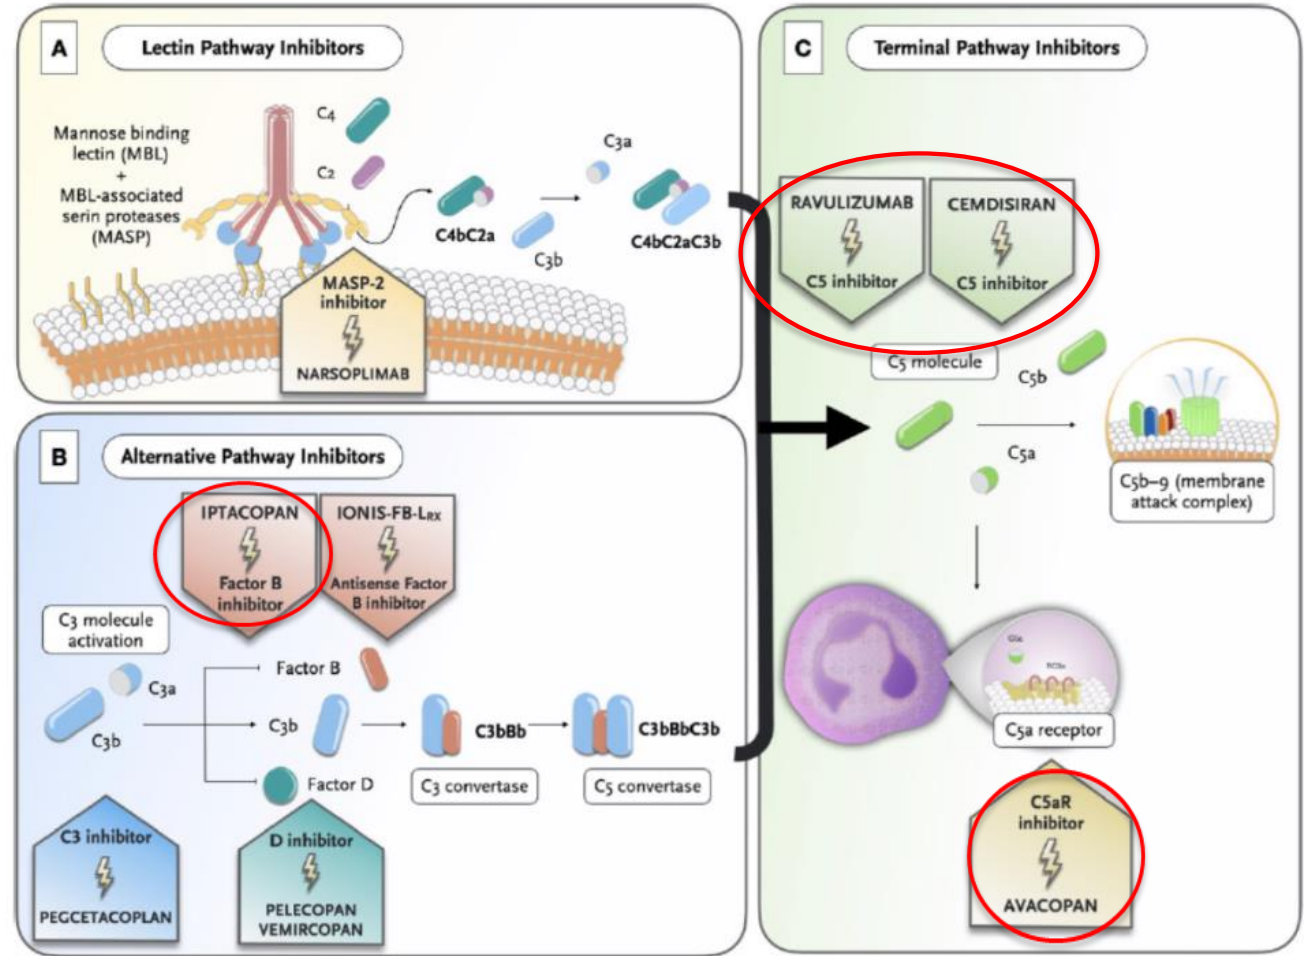 A
Lectin Pathway Inhibitors
Mannose binding
lectin (MBL)
+
MBL-associated
serin proteases
(MASP)
C4
C2
C4bC2a
C3b
C3a
C4bC2aC3b
MASP-2
inhibitor
NARSOPLIMAB
B
Alternative Pathway Inhibitors
IPTACOPAN
Factor B
inhibitor
IONIS-FB-LRX
Antisense Factor
B inhibitor
C3 molecule
activation
C3a
C3b
Factor B
C3b
Factor D
C3bBb
C3 convertase
C3bBbC3b
C5 convertase
C3 inhibitor
PEGCETACOPLAN
D inhibitor
PELECOPAN
VEMIRCOPAN
C
Terminal Pathway Inhibitors
RAVULIZUMAB
C5 inhibitor
CEMDISIRAN
C5 inhibitor
C5 molecule
C5b
C5a
C5b–9 (membrane
attack complex)
C5a receptor
C5aR
inhibitor
AVACOPAN